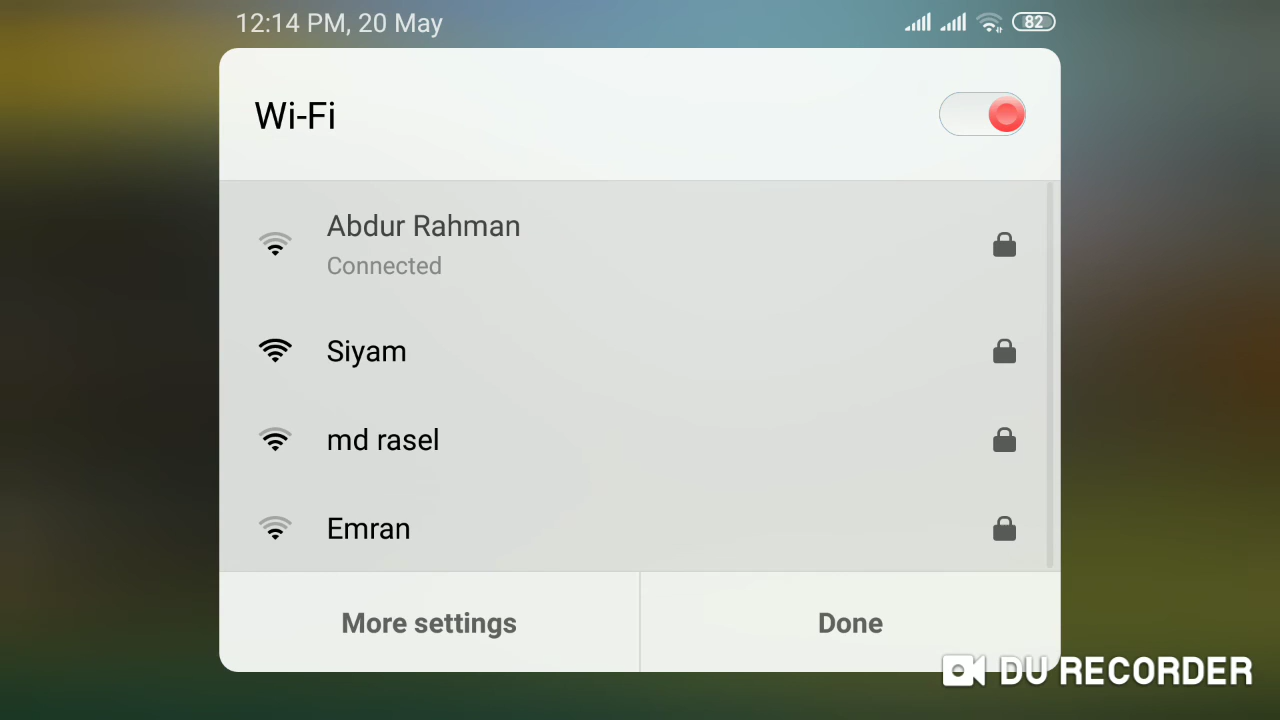 12:14 PM, 20 May
82
Wi-Fi
Abdur Rahman
Connected
Siyam
md rasel
Emran
More settings
Done
DU RECORDER